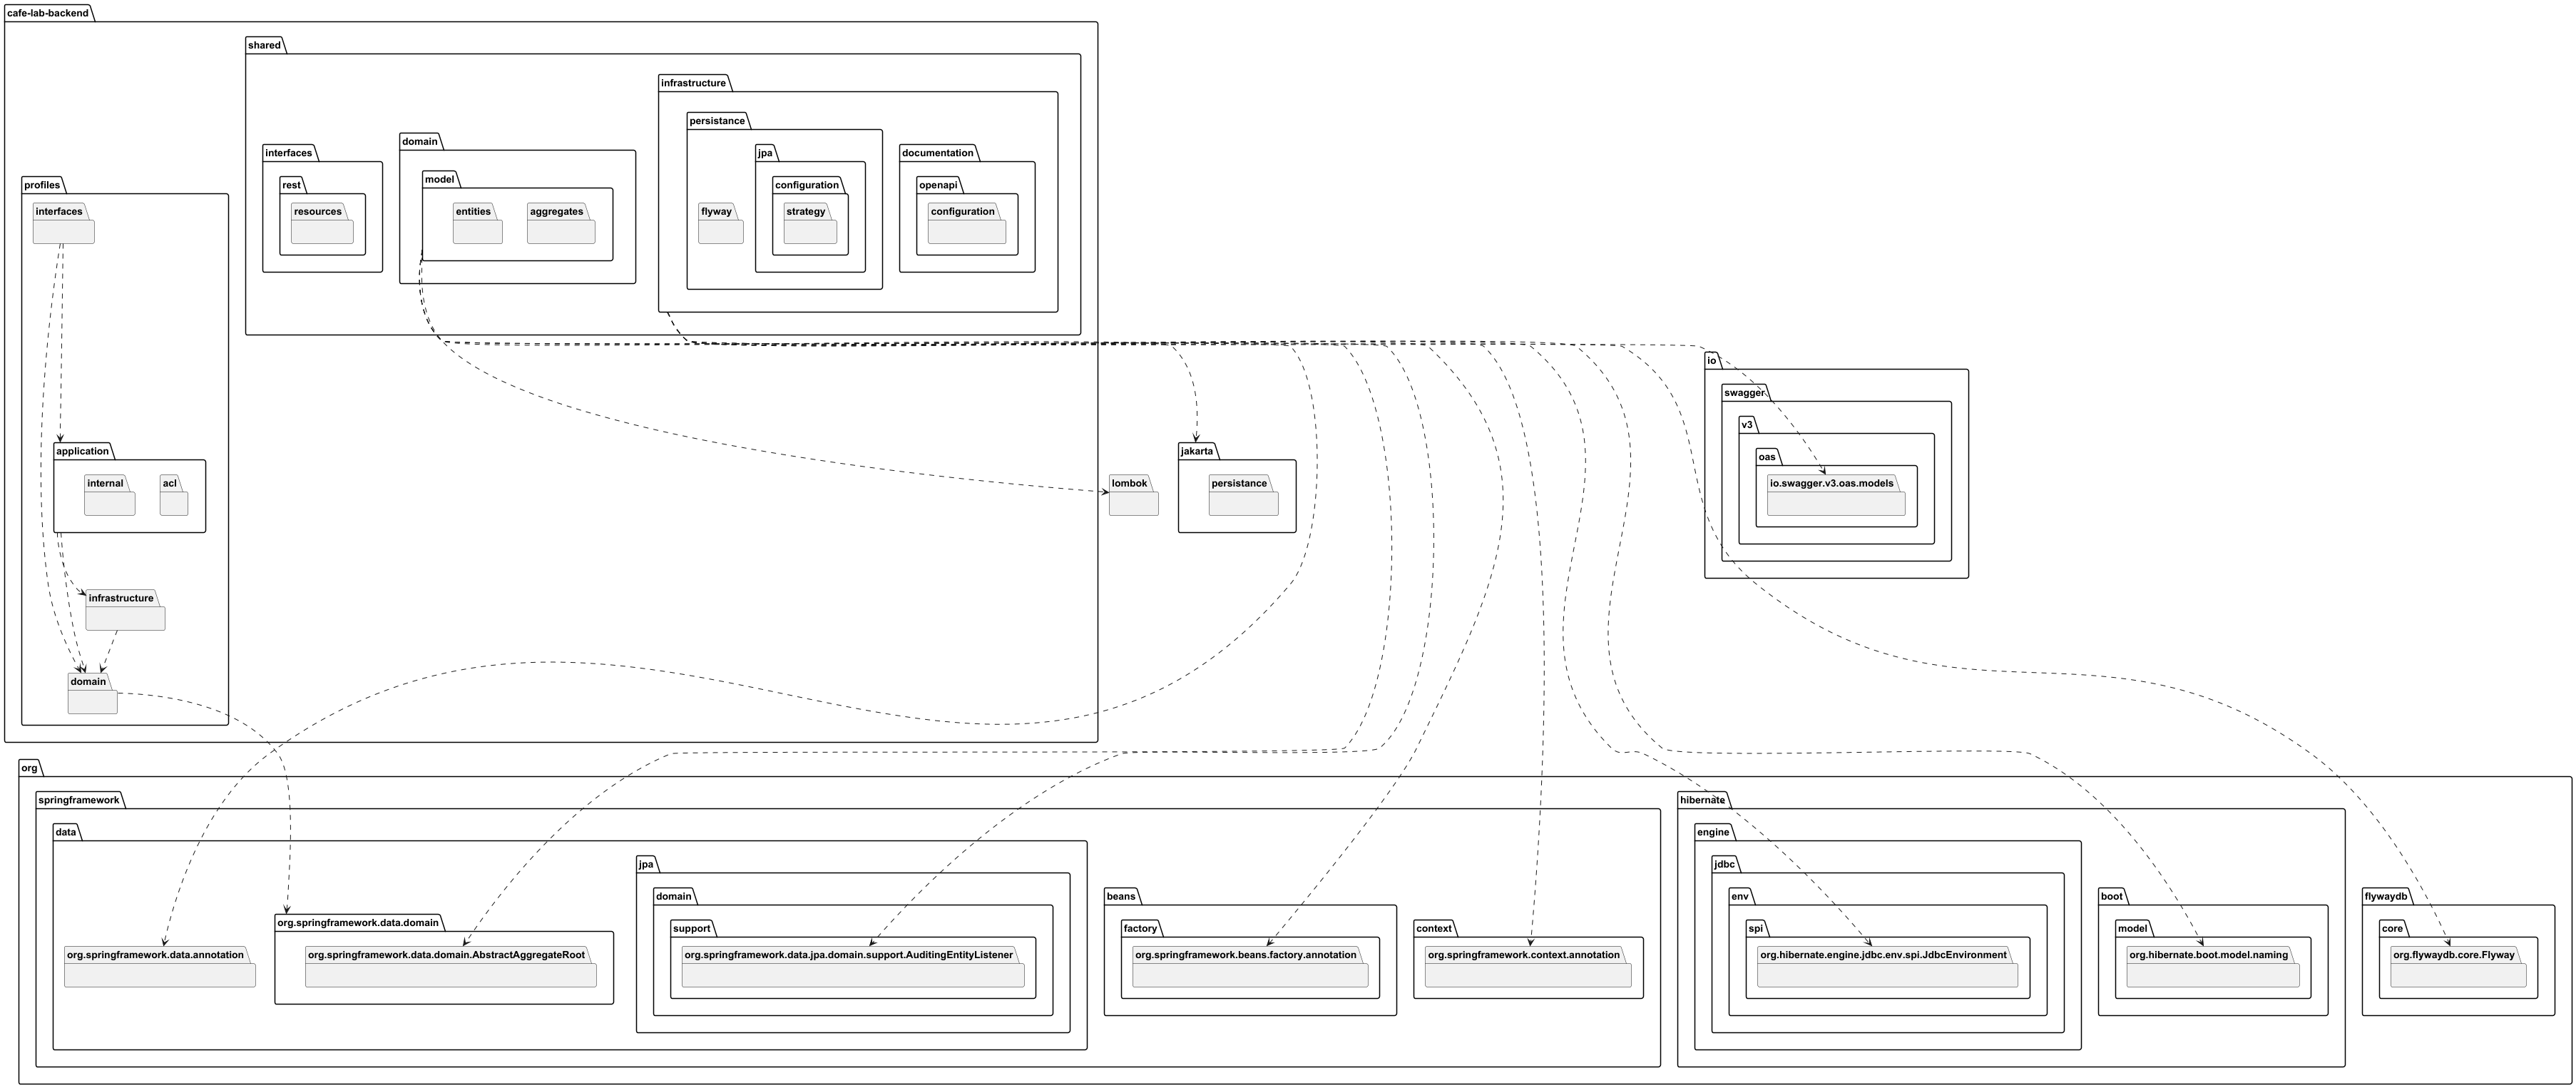 cafe-lab-backend
shared
infrastructure
persistance
domain
interfaces
jpa
documentation
profiles
rest
model
configuration
openapi
interfaces
resources
entities
aggregates
flyway
strategy
configuration
io
swagger
v3
application
jakarta
oas
internal
acl
lombok
persistance
io.swagger.v3.oas.models
infrastructure
domain
org
springframework
hibernate
data
engine
jpa
jdbc
domain
beans
env
boot
flywaydb
org.springframework.data.domain
support
factory
context
spi
model
core
org.springframework.data.annotation
org.springframework.data.domain.AbstractAggregateRoot
org.springframework.data.jpa.domain.support.AuditingEntityListener
org.springframework.beans.factory.annotation
org.springframework.context.annotation
org.hibernate.engine.jdbc.env.spi.JdbcEnvironment
org.hibernate.boot.model.naming
org.flywaydb.core.Flyway